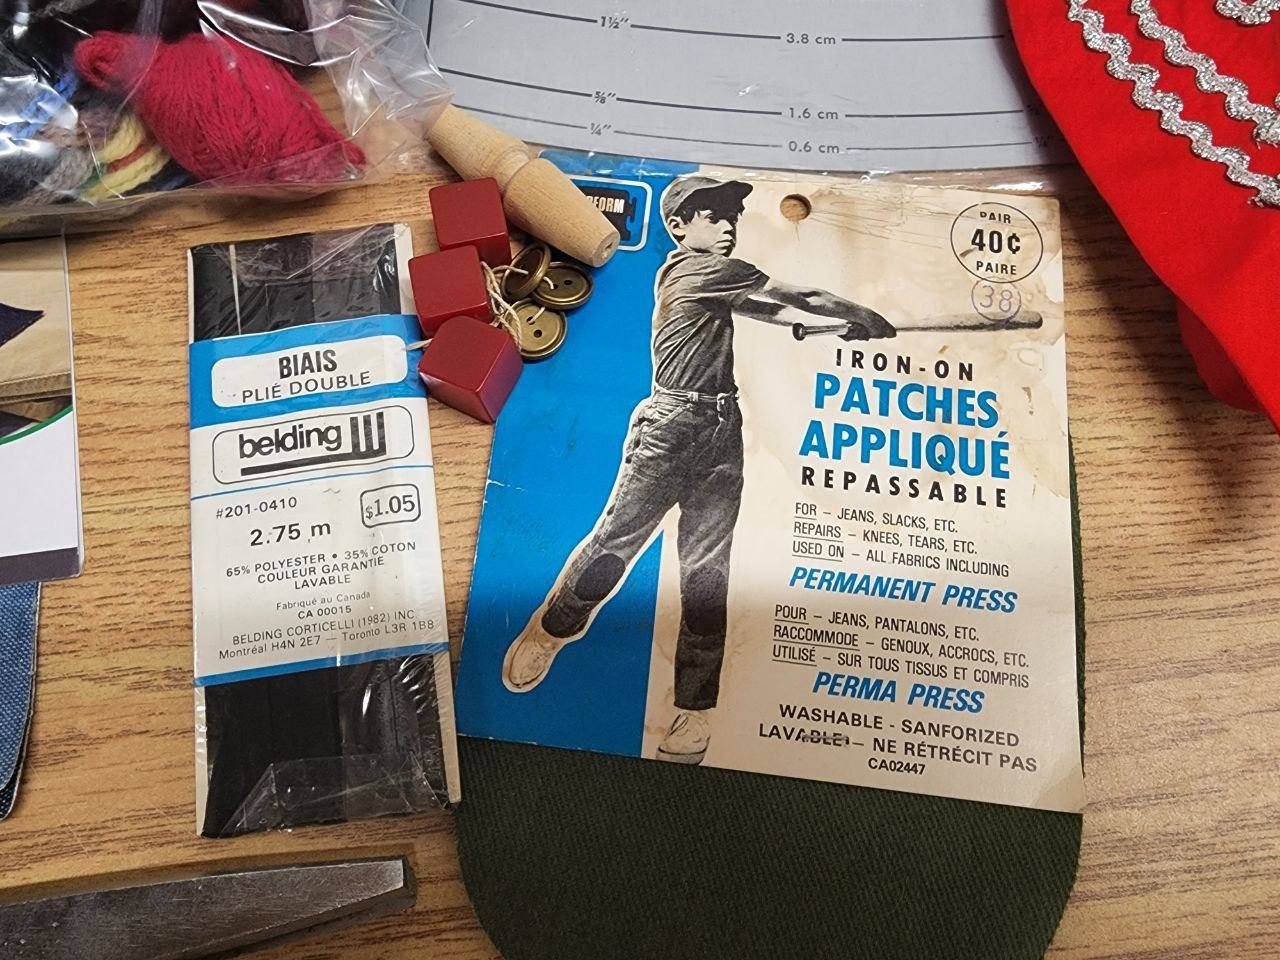 1½"
3.8 cm
⅝"
1.6 cm
¼"
0.6 cm
BIAIS
PLIÉ DOUBLE
belding
#201-0410
$1.05
2.75 m
65% POLYESTER • 35% COTON
COULEUR GARANTIE
LAVABLE
Fabriqué au Canada
CA 00015
BELDING CORTICELLI (1982) INC
Montréal H4N 2E7 — Toronto L3R 1B8
PAIR
40¢
PAIRE
38
IRON-ON
PATCHES
APPLIQUÉ
REPASSABLE
FOR – JEANS, SLACKS, ETC.
REPAIRS – KNEES, TEARS, ETC.
USED ON – ALL FABRICS INCLUDING
PERMANENT PRESS
POUR – JEANS, PANTALONS, ETC.
RACCOMMODE – GENOUX, ACCROCS, ETC.
UTILISÉ – SUR TOUS TISSUS ET COMPRIS
PERMA PRESS
WASHABLE - SANFORIZED
LAVABLE – NE RÉTRÉCIT PAS
CA02447